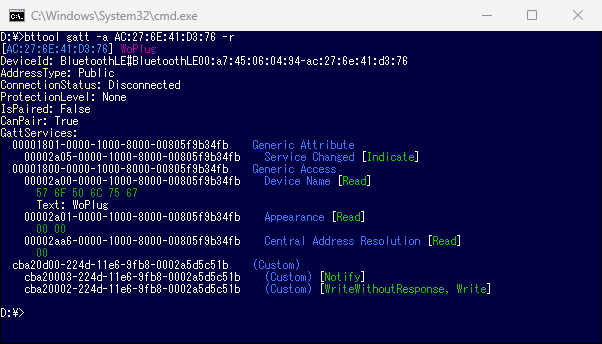 C:\Windows\System32\cmd.exe
D:¥>bttool gatt -a AC:27:6E:41:D3:76 -r
[AC:27:6E:41:D3:76] WoPlug
DeviceId: BluetoothLE#BluetoothLE00:a7:45:06:04:94-ac:27:6e:41:d3:76
AddressType: Public
ConnectionStatus: Disconnected
ProtectionLevel: None
IsPaired: False
CanPair: True
GattServices:
00001801-0000-1000-8000-00805f9b34fb Generic Attribute
00002a05-0000-1000-8000-00805f9b34fb Service Changed [Indicate]
00001800-0000-1000-8000-00805f9b34fb Generic Access
00002a00-0000-1000-8000-00805f9b34fb Device Name [Read]
57 6F 50 6C 75 67
Text: WoPlug
00002a01-0000-1000-8000-00805f9b34fb Appearance [Read]
00 00
00002aa6-0000-1000-8000-00805f9b34fb Central Address Resolution [Read]
00
cba20d00-224d-11e6-9fb8-0002a5d5c51b (Custom)
cba20003-224d-11e6-9fb8-0002a5d5c51b (Custom) [Notify]
cba20002-224d-11e6-9fb8-0002a5d5c51b (Custom) [WriteWithoutResponse, Write]
D:¥>